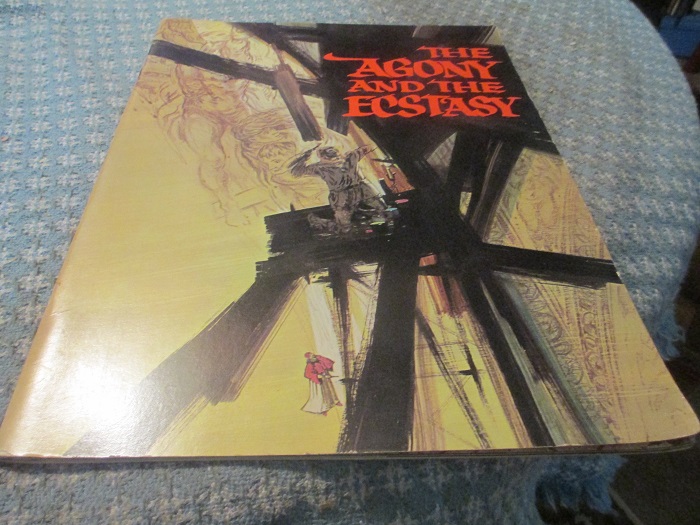 THE
AGONY
AND THE
ECSTASY